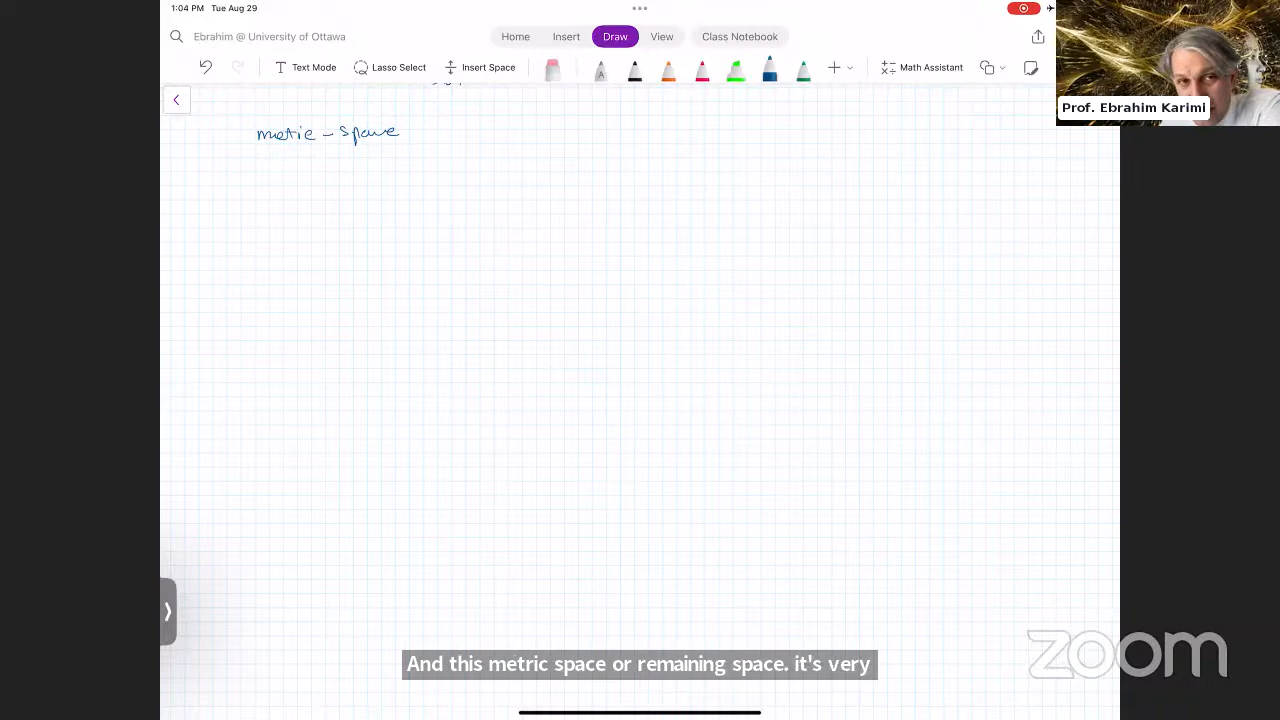 1:04 PM Tue Aug 29
Ebrahim @ University of Ottawa
Home Insert Draw View Class Notebook
Text Mode Lasso Select Insert Space Math Assistant
Prof. Ebrahim Karimi
metric - Space
And this metric space or remaining space. it's very
zoom